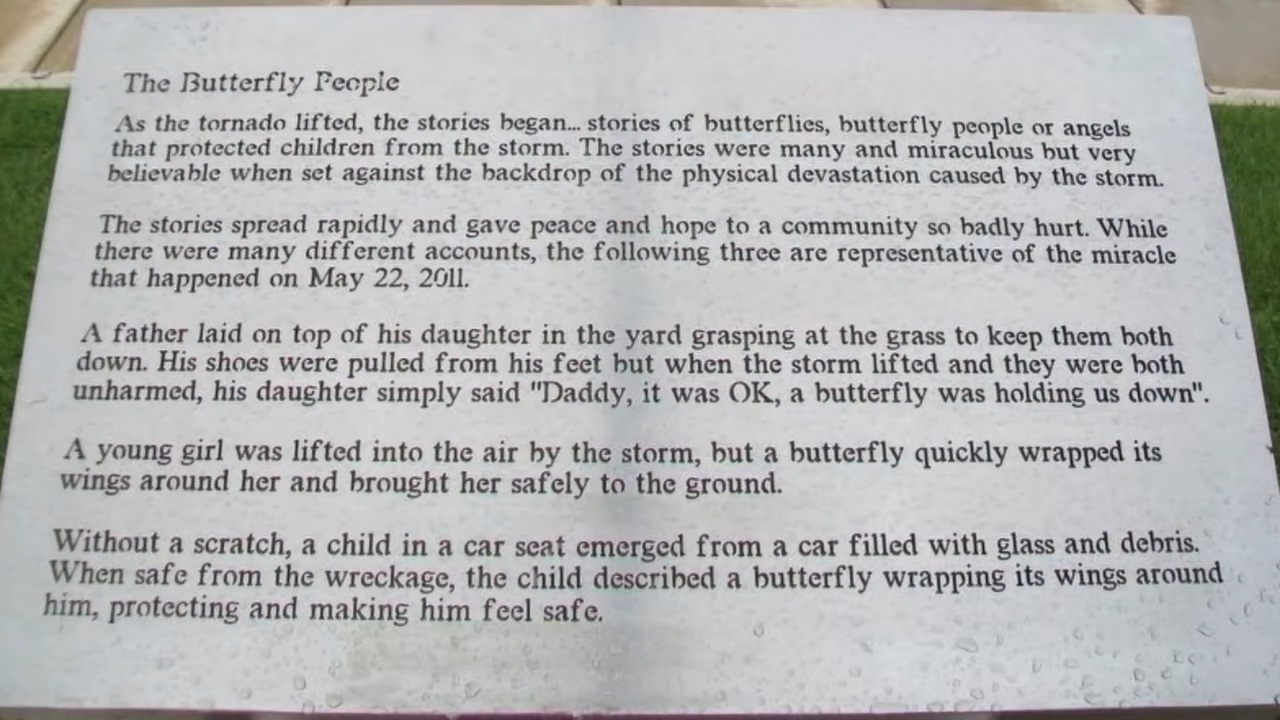 The Butterfly People
As the tornado lifted, the stories began... stories of butterflies, butterfly people or angels
that protected children from the storm. The stories were many and miraculous but very
believable when set against the backdrop of the physical devastation caused by the storm.
The stories spread rapidly and gave peace and hope to a community so badly hurt. While
there were many different accounts, the following three are representative of the miracle
that happened on May 22, 2011.
A father laid on top of his daughter in the yard grasping at the grass to keep them both
down. His shoes were pulled from his feet but when the storm lifted and they were both
unharmed, his daughter simply said "Daddy, it was OK, a butterfly was holding us down".
A young girl was lifted into the air by the storm, but a butterfly quickly wrapped its
wings around her and brought her safely to the ground.
Without a scratch, a child in a car seat emerged from a car filled with glass and debris.
When safe from the wreckage, the child described a butterfly wrapping its wings around
him, protecting and making him feel safe.